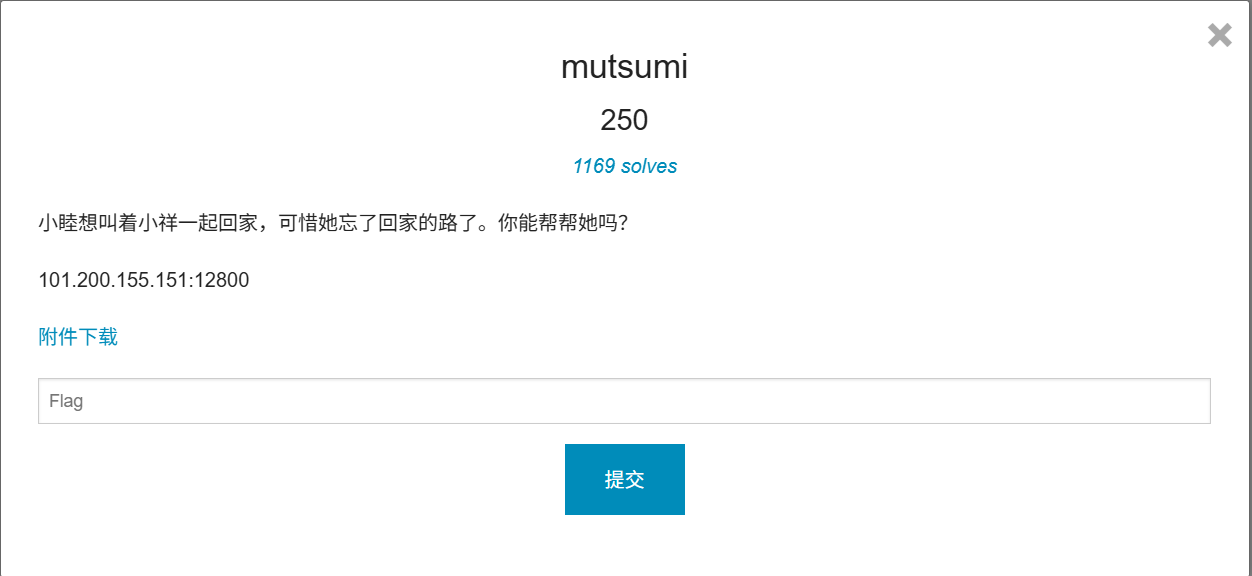 mutsumi
250
1169 solves
小睦想叫着小祥一起回家，可惜她忘了回家的路了。你能帮帮她吗？
101.200.155.151:12800
附件下载
Flag
提交